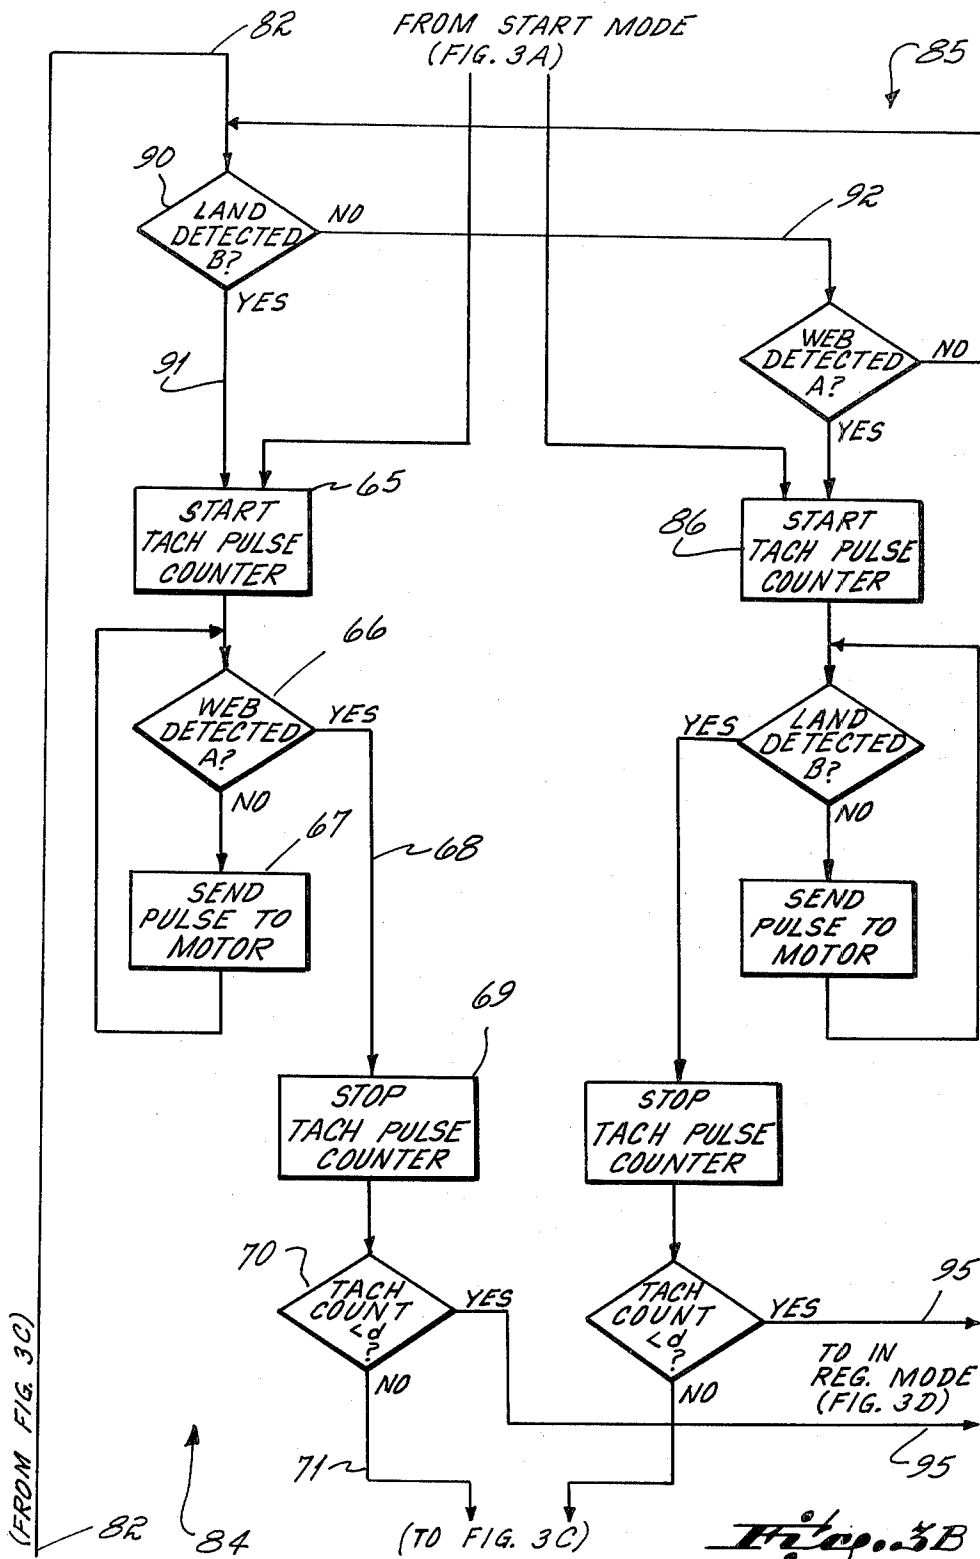 82
FROM START MODE
(FIG. 3A)
85
90
LAND
DETECTED
B?
NO
92
YES
WEB
DETECTED
A?
NO
91
YES
65
START
TACH PULSE
COUNTER
86
START
TACH PULSE
COUNTER
66
WEB
DETECTED
A?
YES
YES
LAND
DETECTED
B?
NO
NO
67
68
SEND
PULSE TO
MOTOR
SEND
PULSE TO
MOTOR
69
STOP
TACH PULSE
COUNTER
STOP
TACH PULSE
COUNTER
70
TACH
COUNT
<d
?
YES
TACH
COUNT
<d
?
YES
95
TO IN
REG. MODE
(FIG. 3D)
NO
NO
71
95
(FROM FIG. 3C)
82
84
(TO FIG. 3C)
Fig. 3B